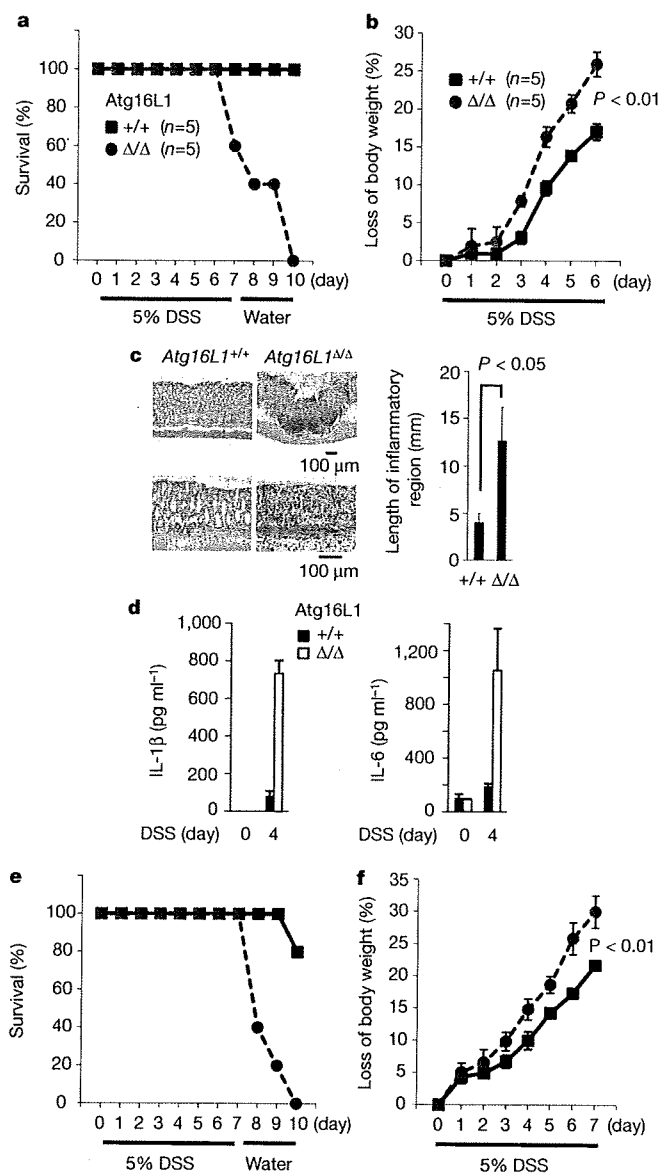 a
Survival (%)
100
80
60
40
20
0
Atg16L1
+/+ (n=5)
Δ/Δ (n=5)
0 1 2 3 4 5 6 7 8 9 10 (day)
5% DSS Water
b
Loss of body weight (%)
30
25
20
15
10
5
0
+/+ (n=5)
Δ/Δ (n=5)
P < 0.01
0 1 2 3 4 5 6 (day)
5% DSS
c
Atg16L1+/+ Atg16L1Δ/Δ
100 μm
100 μm
Length of inflammatory
region (mm)
20
15
10
5
0
P < 0.05
+/+ Δ/Δ
d
Atg16L1
+/+
Δ/Δ
IL-1β (pg ml−1)
1,000
800
600
400
200
0
DSS (day) 0 4
IL-6 (pg ml−1)
1,200
800
400
0
DSS (day) 0 4
e
Survival (%)
100
80
60
40
20
0
0 1 2 3 4 5 6 7 8 9 10 (day)
5% DSS Water
f
Loss of body weight (%)
35
30
25
20
15
10
5
0
P < 0.01
0 1 2 3 4 5 6 7 (day)
5% DSS